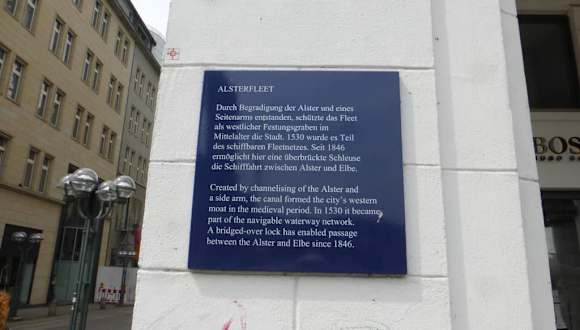 ALSTERFLEET
Durch Begradigung der Alster und eines
Seitenarms entstanden, schützte das Fleet
als westlicher Festungsgraben im
Mittelalter die Stadt. 1530 wurde es Teil
des schiffbaren Fleetnetzes. Seit 1846
ermöglicht hier eine überbrückte Schleuse
die Schifffahrt zwischen Alster und Elbe.
Created by channelising of the Alster and
a side arm, the canal formed the city's western
moat in the medieval period. In 1530 it became
part of the navigable waterway network.
A bridged-over lock has enabled passage
between the Alster and Elbe since 1846.
BOS
HUGO BOS